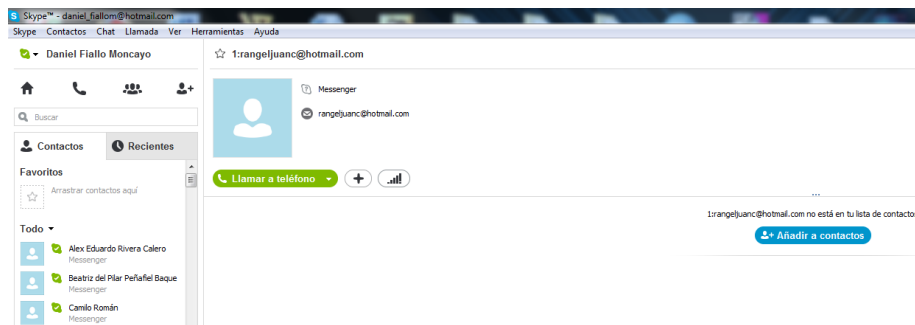 Skype™ - daniel_fiallom@hotmail.com
Skype Contactos Chat Llamada Ver Herramientas Ayuda
Daniel Fiallo Moncayo
1:rangeljuanc@hotmail.com
Messenger
rangeljuanc@hotmail.com
Buscar
Contactos Recientes
Favoritos
Arrastrar contactos aquí
Llamar a teléfono
1:rangeljuanc@hotmail.com no está en tu lista de contacto
Añadir a contactos
Todo
Alex Eduardo Rivera Calero
Messenger
Beatriz del Pilar Peñafiel Baque
Messenger
Camilo Román
Messenger